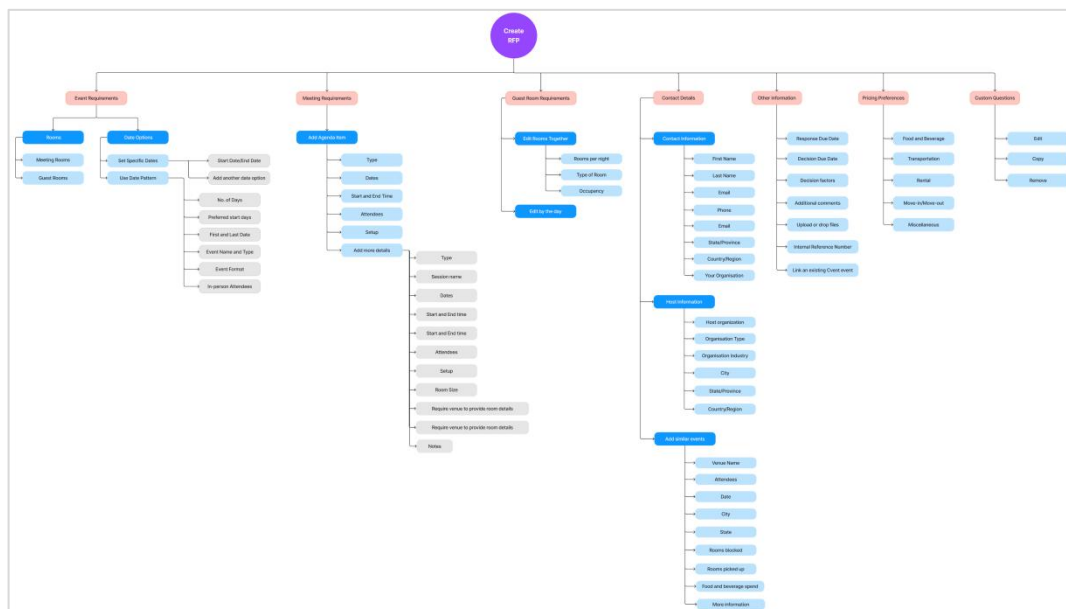 Create
RFP
Event Requirements
Meeting Requirements
Guest Room Requirements
Contact Details
Other Information
Pricing Preferences
Custom Questions
Rooms
Meeting Rooms
Guest Rooms
Date Options
Set Specific Dates
Start Date/End Date
Add another date option
Use Date Pattern
No. of Days
Preferred start days
First and Last Date
Event Name and Type
Event Format
In-person Attendees
Add Agenda Item
Type
Dates
Start and End Time
Attendees
Setup
Add more details
Type
Session name
Dates
Start and End time
Start and End time
Attendees
Setup
Room Size
Require venue to provide room details
Require venue to provide room details
Notes
Edit Rooms Together
Rooms per night
Type of Room
Occupancy
Edit by the day
Contact Information
First Name
Last Name
Email
Phone
Email
State/Province
Country/Region
Your Organisation
Host Information
Host organization
Organisation Type
Organisation Industry
City
State/Province
Country/Region
Add similar events
Venue Name
Attendees
Date
City
State
Rooms blocked
Rooms picked up
Food and beverage spend
More information
Response Due Date
Decision Due Date
Decision factors
Additional comments
Upload or drop files
Internal Reference Number
Link an existing Cvent event
Food and Beverage
Transportation
Rental
Move-in/Move-out
Miscellaneous
Edit
Copy
Remove